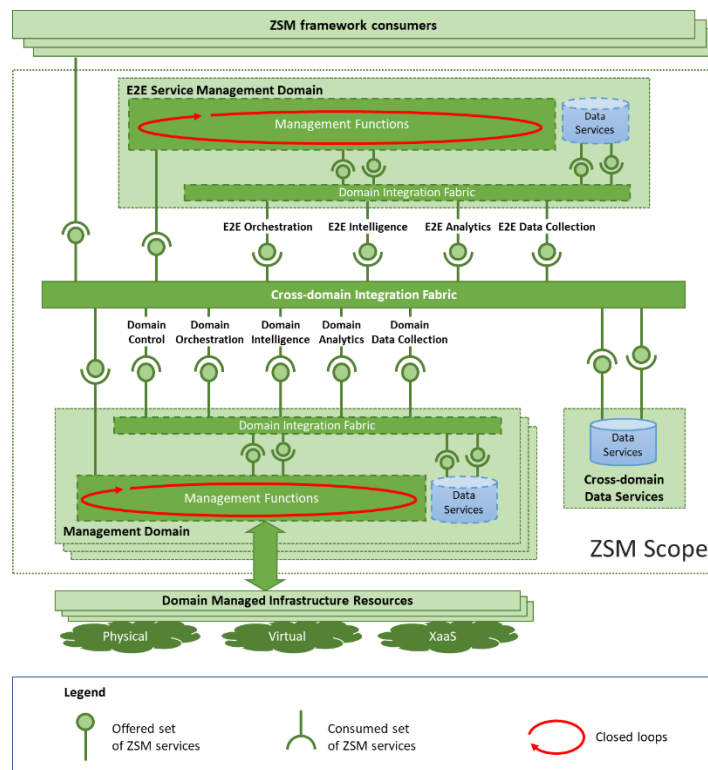 ZSM framework consumers
E2E Service Management Domain
Management Functions
Data
Services
Domain Integration Fabric
E2E Orchestration
E2E Intelligence
E2E Analytics
E2E Data Collection
Cross-domain Integration Fabric
Domain
Control
Domain
Orchestration
Domain
Intelligence
Domain
Analytics
Domain
Data Collection
Domain Integration Fabric
Management Functions
Data
Services
Management Domain
Data
Services
Cross-domain
Data Services
ZSM Scope
Domain Managed Infrastructure Resources
Physical
Virtual
XaaS
Legend
Offered set
of ZSM services
Consumed set
of ZSM services
Closed loops